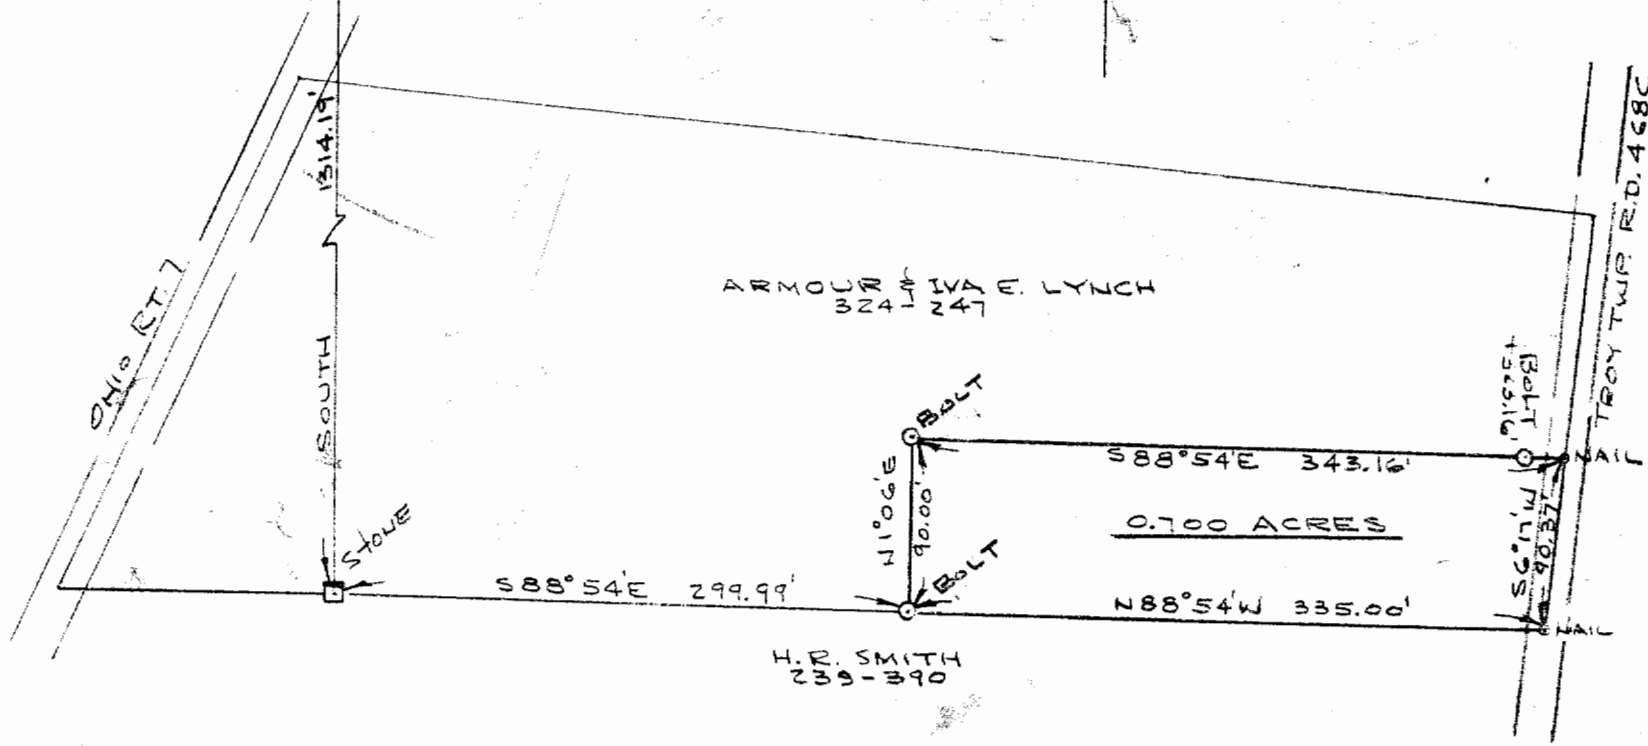 1314.19'
TROY TWP. R.D. 468C
OHIO RT. 7
ARMOUR & IVA E. LYNCH
324-247
SOUTH
BOLT
BOLT
S88°54'E 343.16'
NAIL
N1°06'E
90.00'
0.700 ACRES
S6°17'W
90.37'
STONE
BOLT
S88°54'E 299.99'
N88°54'W 335.00'
NAIL
H.R. SMITH
239-390